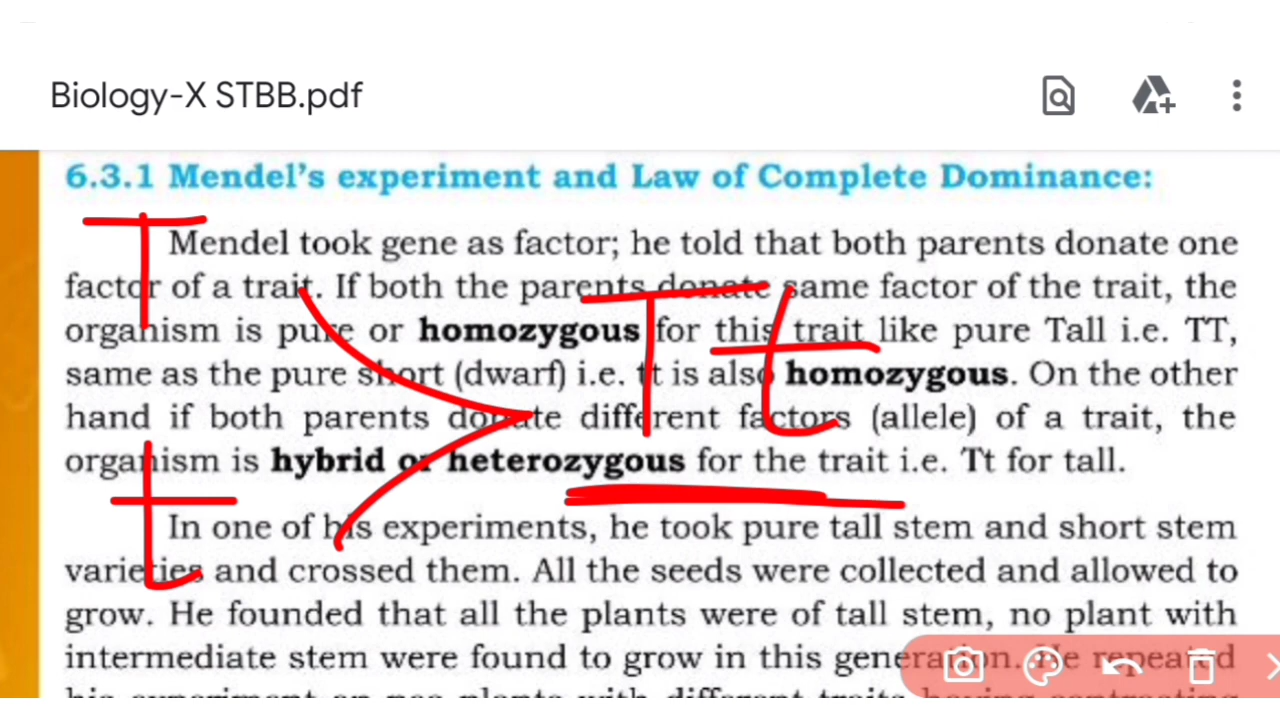 Biology-X STBB.pdf
6.3.1 Mendel's experiment and Law of Complete Dominance:
Mendel took gene as factor; he told that both parents donate one
factor of a trait. If both the parents donate same factor of the trait, the
organism is pure or homozygous for this trait like pure Tall i.e. TT,
same as the pure short (dwarf) i.e. tt is also homozygous. On the other
hand if both parents donate different factors (allele) of a trait, the
organism is hybrid or heterozygous for the trait i.e. Tt for tall.
T
Tt
t
In one of his experiments, he took pure tall stem and short stem
varieties and crossed them. All the seeds were collected and allowed to
grow. He founded that all the plants were of tall stem, no plant with
intermediate stem were found to grow in this generation. He repeated